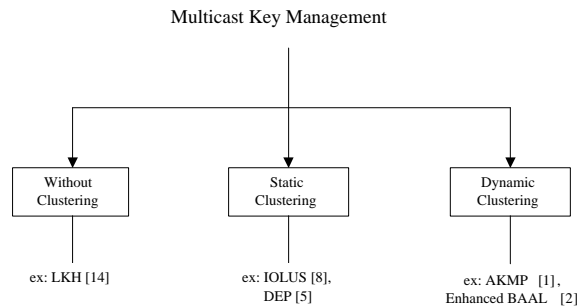 Multicast Key Management
Without
Clustering
Static
Clustering
Dynamic
Clustering
ex: LKH [14]
ex: IOLUS [8],
DEP [5]
ex: AKMP [1] ,
Enhanced BAAL [2]